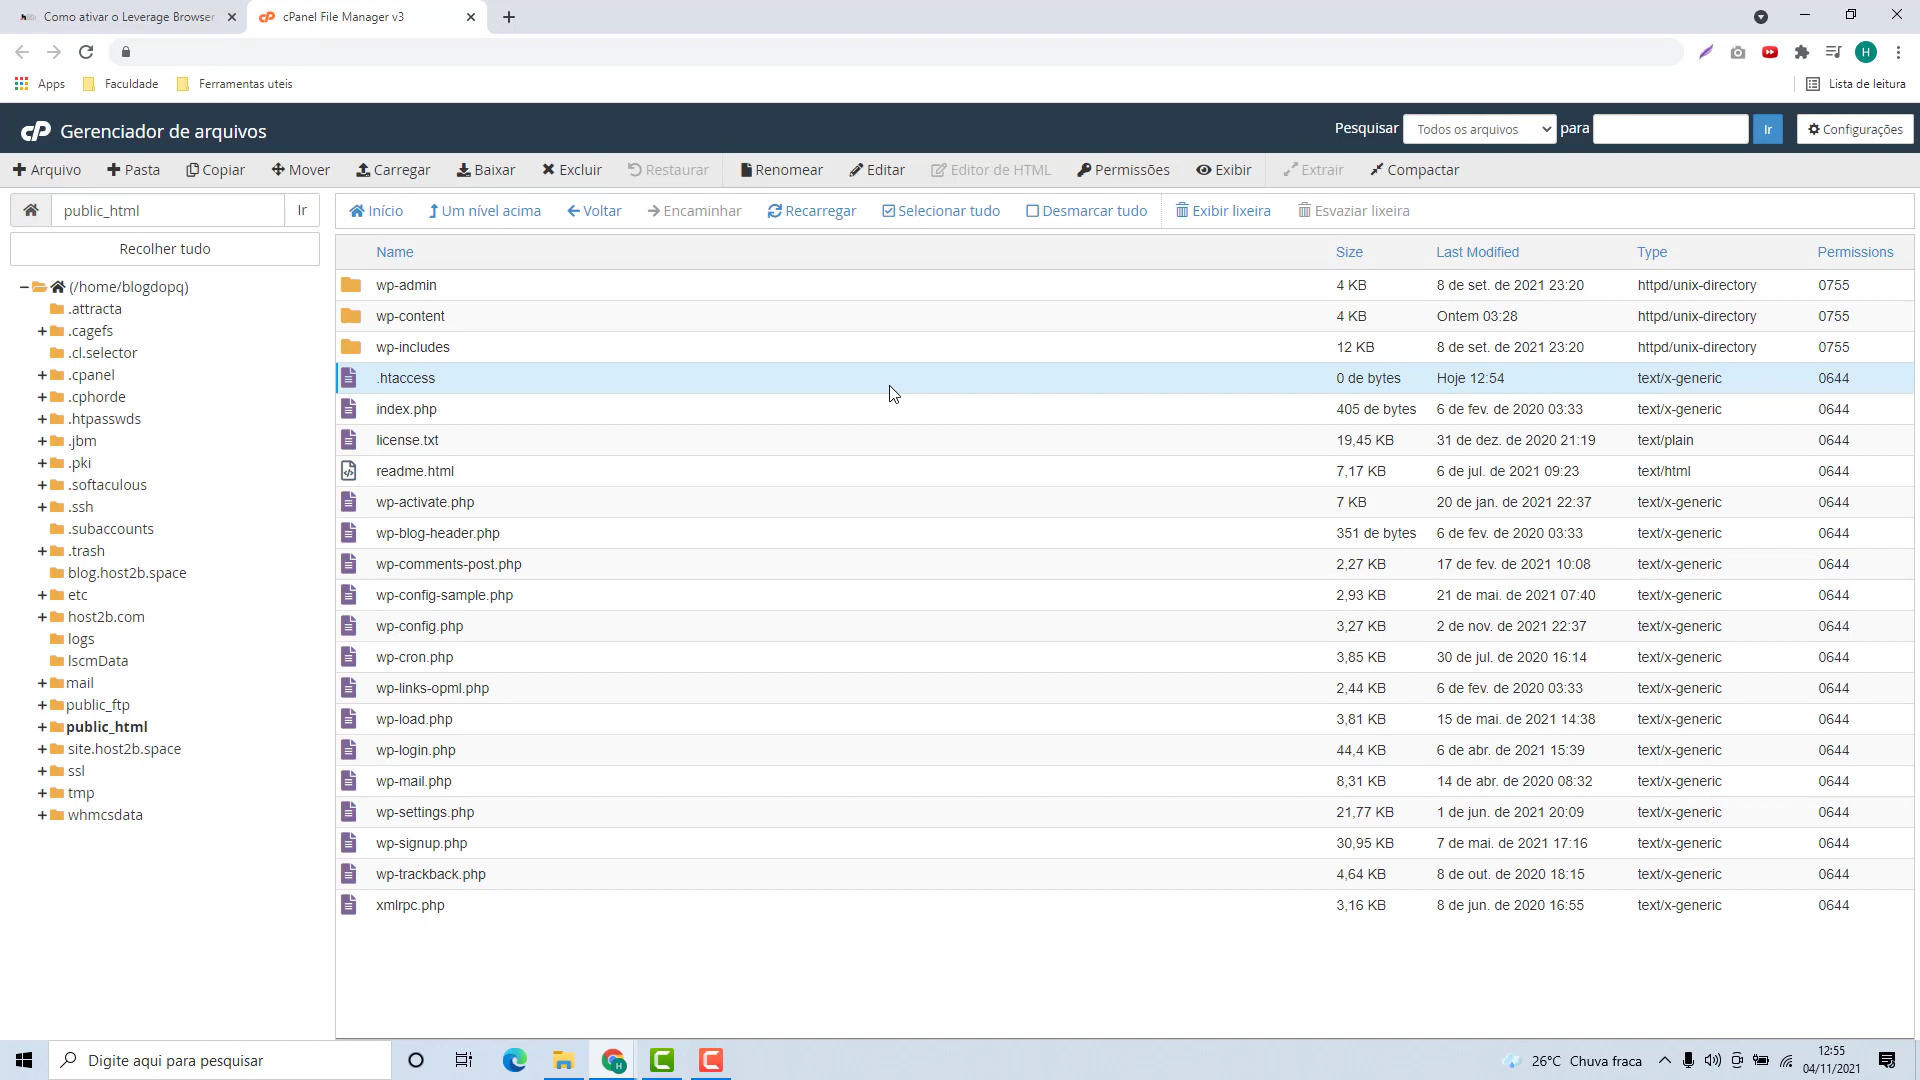 Como ativar o Leverage Browser
cPanel File Manager v3
H
Apps
Faculdade
Ferramentas uteis
Lista de leitura
cP Gerenciador de arquivos
Pesquisar Todos os arquivos para Ir Configurações
Arquivo Pasta Copiar Mover Carregar Baixar Excluir Restaurar Renomear Editar Editor de HTML Permissões Exibir Extrair Compactar
public_html Ir
Início Um nível acima Voltar Encaminhar Recarregar Selecionar tudo Desmarcar tudo Exibir lixeira Esvaziar lixeira
Recolher tudo
(/home/blogdopq)
.attracta
.cagefs
.cl.selector
.cpanel
.cphorde
.htpasswds
.jbm
.pki
.softaculous
.ssh
.subaccounts
.trash
blog.host2b.space
etc
host2b.com
logs
lscmData
mail
public_ftp
public_html
site.host2b.space
ssl
tmp
whmcsdata
Name Size Last Modified Type Permissions
wp-admin 4 KB 8 de set. de 2021 23:20 httpd/unix-directory 0755
wp-content 4 KB Ontem 03:28 httpd/unix-directory 0755
wp-includes 12 KB 8 de set. de 2021 23:20 httpd/unix-directory 0755
.htaccess 0 de bytes Hoje 12:54 text/x-generic 0644
index.php 405 de bytes 6 de fev. de 2020 03:33 text/x-generic 0644
license.txt 19,45 KB 31 de dez. de 2020 21:19 text/plain 0644
readme.html 7,17 KB 6 de jul. de 2021 09:23 text/html 0644
wp-activate.php 7 KB 20 de jan. de 2021 22:37 text/x-generic 0644
wp-blog-header.php 351 de bytes 6 de fev. de 2020 03:33 text/x-generic 0644
wp-comments-post.php 2,27 KB 17 de fev. de 2021 10:08 text/x-generic 0644
wp-config-sample.php 2,93 KB 21 de mai. de 2021 07:40 text/x-generic 0644
wp-config.php 3,27 KB 2 de nov. de 2021 22:37 text/x-generic 0644
wp-cron.php 3,85 KB 30 de jul. de 2020 16:14 text/x-generic 0644
wp-links-opml.php 2,44 KB 6 de fev. de 2020 03:33 text/x-generic 0644
wp-load.php 3,81 KB 15 de mai. de 2021 14:38 text/x-generic 0644
wp-login.php 44,4 KB 6 de abr. de 2021 15:39 text/x-generic 0644
wp-mail.php 8,31 KB 14 de abr. de 2020 08:32 text/x-generic 0644
wp-settings.php 21,77 KB 1 de jun. de 2021 20:09 text/x-generic 0644
wp-signup.php 30,95 KB 7 de mai. de 2021 17:16 text/x-generic 0644
wp-trackback.php 4,64 KB 8 de out. de 2020 18:15 text/x-generic 0644
xmlrpc.php 3,16 KB 8 de jun. de 2020 16:55 text/x-generic 0644
Digite aqui para pesquisar
26°C Chuva fraca
12:55
04/11/2021